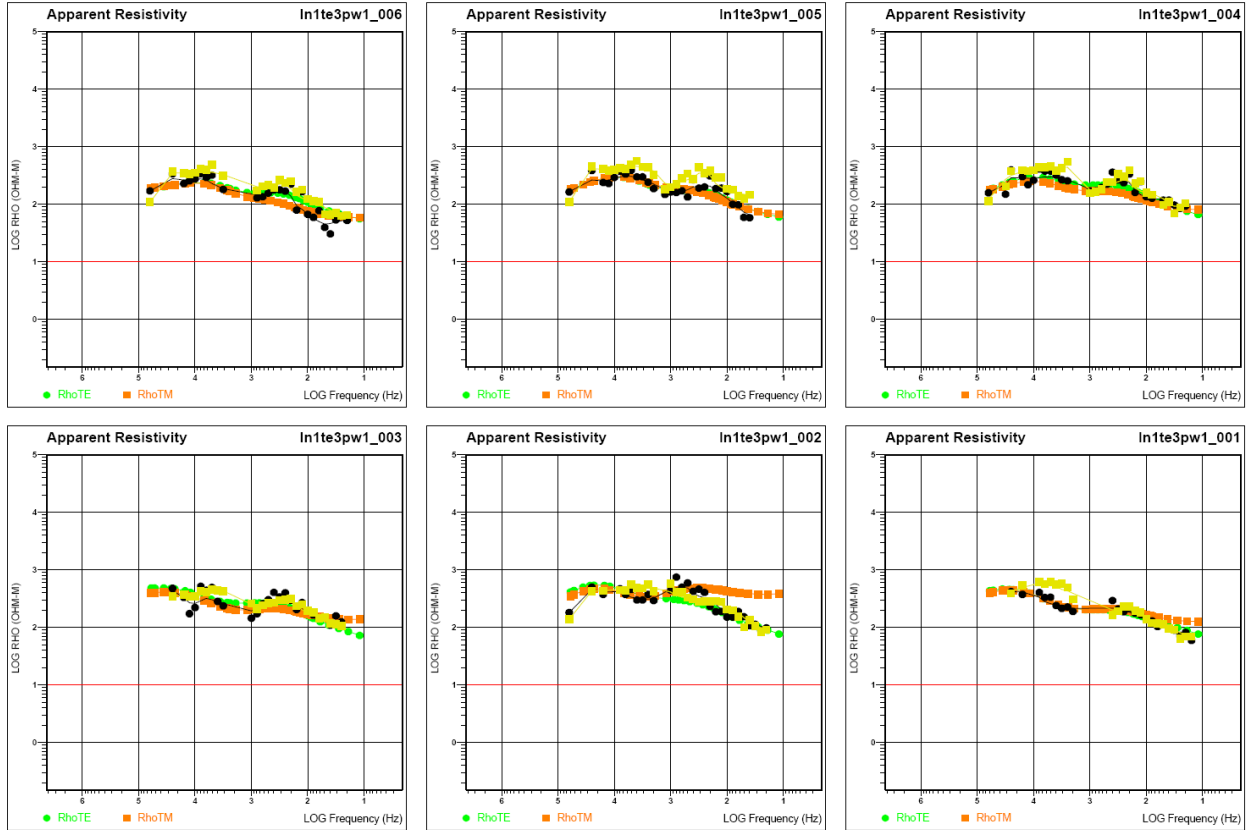 Apparent Resistivity ln1te3pw1_006
5
4
3
2
1
0
LOG RHO (OHM-M)
6 5 4 3 2 1
RhoTE RhoTM LOG Frequency (Hz)
Apparent Resistivity ln1te3pw1_005
5
4
3
2
1
0
LOG RHO (OHM-M)
6 5 4 3 2 1
RhoTE RhoTM LOG Frequency (Hz)
Apparent Resistivity ln1te3pw1_004
5
4
3
2
1
0
LOG RHO (OHM-M)
6 5 4 3 2 1
RhoTE RhoTM LOG Frequency (Hz)
Apparent Resistivity ln1te3pw1_003
5
4
3
2
1
0
LOG RHO (OHM-M)
6 5 4 3 2 1
RhoTE RhoTM LOG Frequency (Hz)
Apparent Resistivity ln1te3pw1_002
5
4
3
2
1
0
LOG RHO (OHM-M)
6 5 4 3 2 1
RhoTE RhoTM LOG Frequency (Hz)
Apparent Resistivity ln1te3pw1_001
5
4
3
2
1
0
LOG RHO (OHM-M)
6 5 4 3 2 1
RhoTE RhoTM LOG Frequency (Hz)